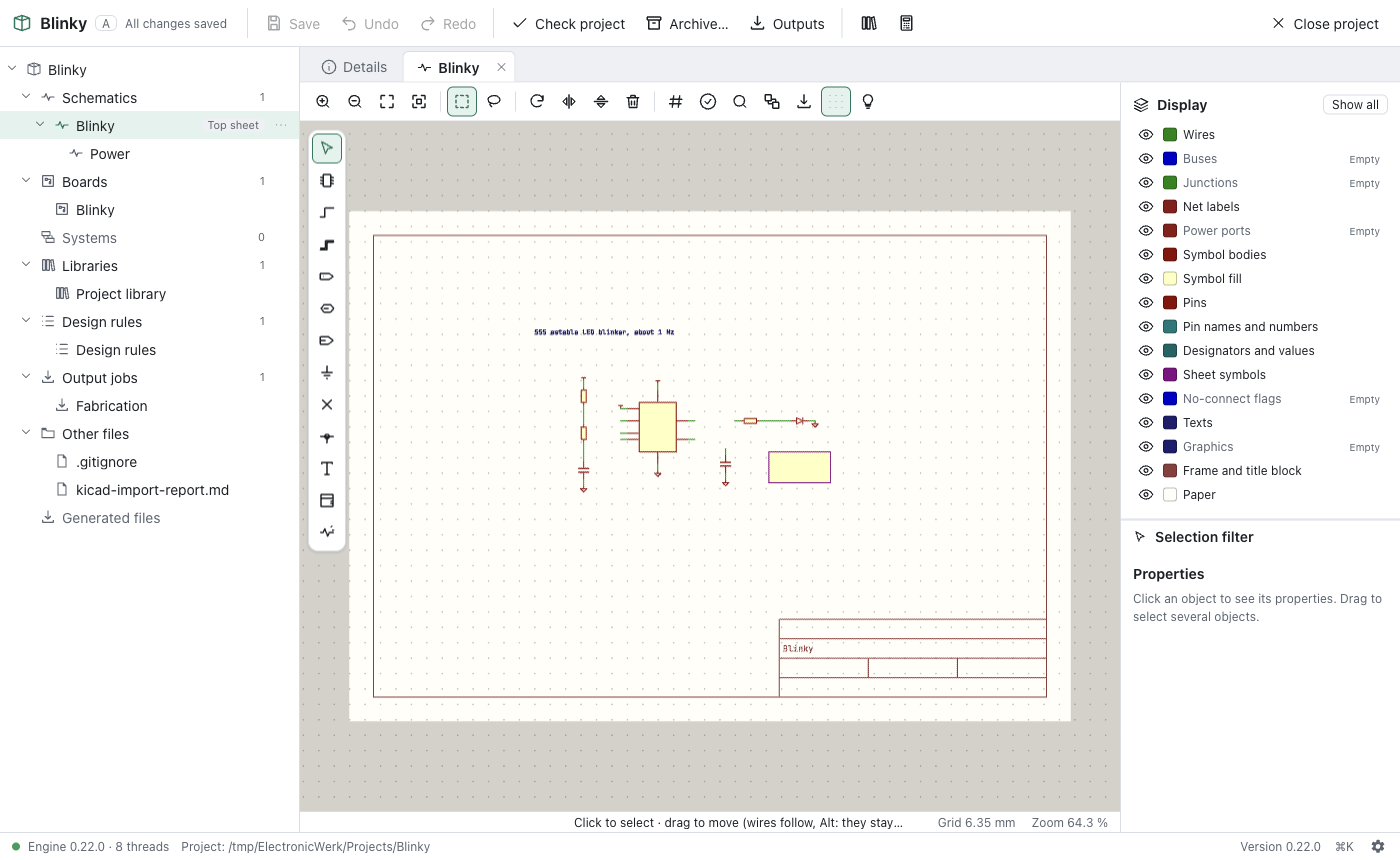 Blinky A All changes saved Save Undo Redo Check project Archive... Outputs Close project
Blinky
Schematics 1
Blinky Top sheet ...
Power
Boards 1
Blinky
Systems 0
Libraries 1
Project library
Design rules 1
Design rules
Output jobs 1
Fabrication
Other files
.gitignore
kicad-import-report.md
Generated files
Details Blinky
555 astable LED blinker, about 1 Hz
Blinky
Click to select · drag to move (wires follow, Alt: they stay... Grid 6.35 mm Zoom 64.3 %
Display Show all
Wires
Buses Empty
Junctions Empty
Net labels
Power ports Empty
Symbol bodies
Symbol fill
Pins
Pin names and numbers
Designators and values
Sheet symbols
No-connect flags Empty
Texts
Graphics Empty
Frame and title block
Paper
Selection filter
Properties
Click an object to see its properties. Drag to
select several objects.
Engine 0.22.0 · 8 threads Project: /tmp/ElectronicWerk/Projects/Blinky Version 0.22.0 ⌘K